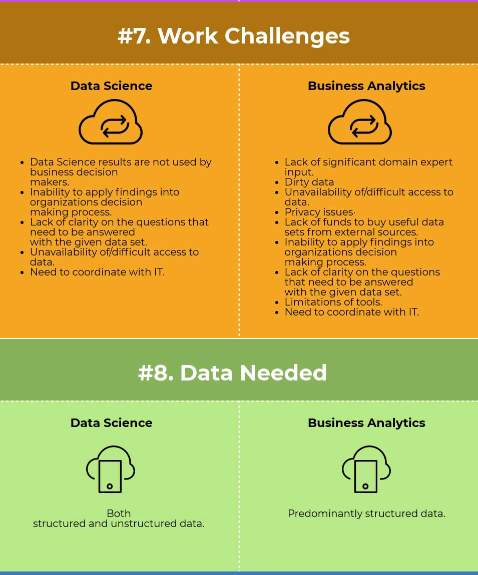 #7. Work Challenges
Data Science
• Data Science results are not used by
business decision
makers.
• Inability to apply findings into
organizations decision
making process.
• Lack of clarity on the questions that
need to be answered
with the given data set.
• Unavailability of/difficult access to
data.
• Need to coordinate with IT.
Business Analytics
• Lack of significant domain expert
input.
• Dirty data
• Unavailability of/difficult access to
data.
• Privacy issues
• Lack of funds to buy useful data
sets from external sources.
• Inability to apply findings into
organizations decision
making process.
• Lack of clarity on the questions
that need to be answered
with the given data set.
• Limitations of tools.
• Need to coordinate with IT.
#8. Data Needed
Data Science
Both
structured and unstructured data.
Business Analytics
Predominantly structured data.